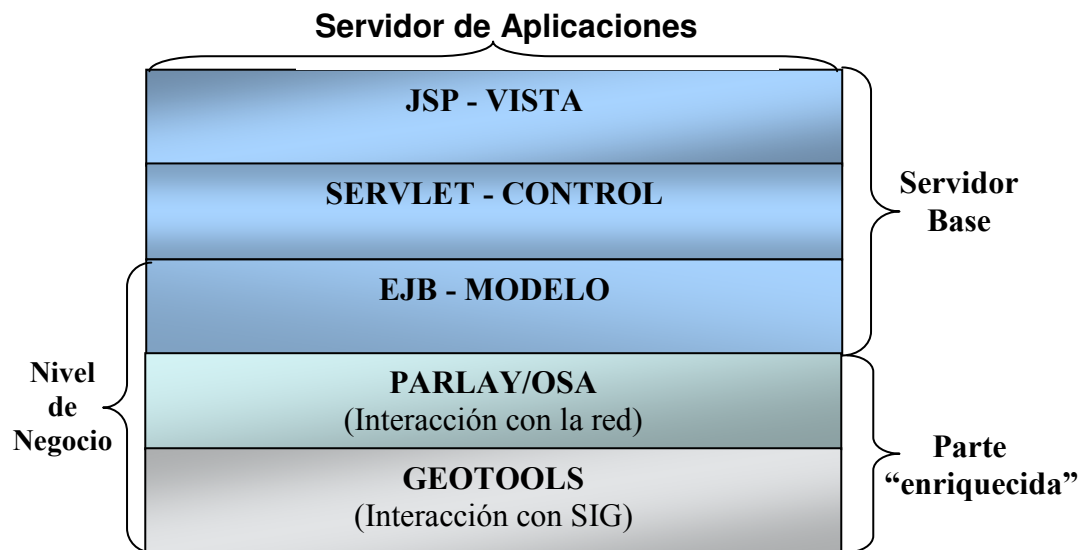 Servidor de Aplicaciones
JSP - VISTA
SERVLET - CONTROL
Servidor
Base
EJB - MODELO
Nivel
de
Negocio
PARLAY/OSA
(Interacción con la red)
GEOTOOLS
(Interacción con SIG)
Parte
“enriquecida”